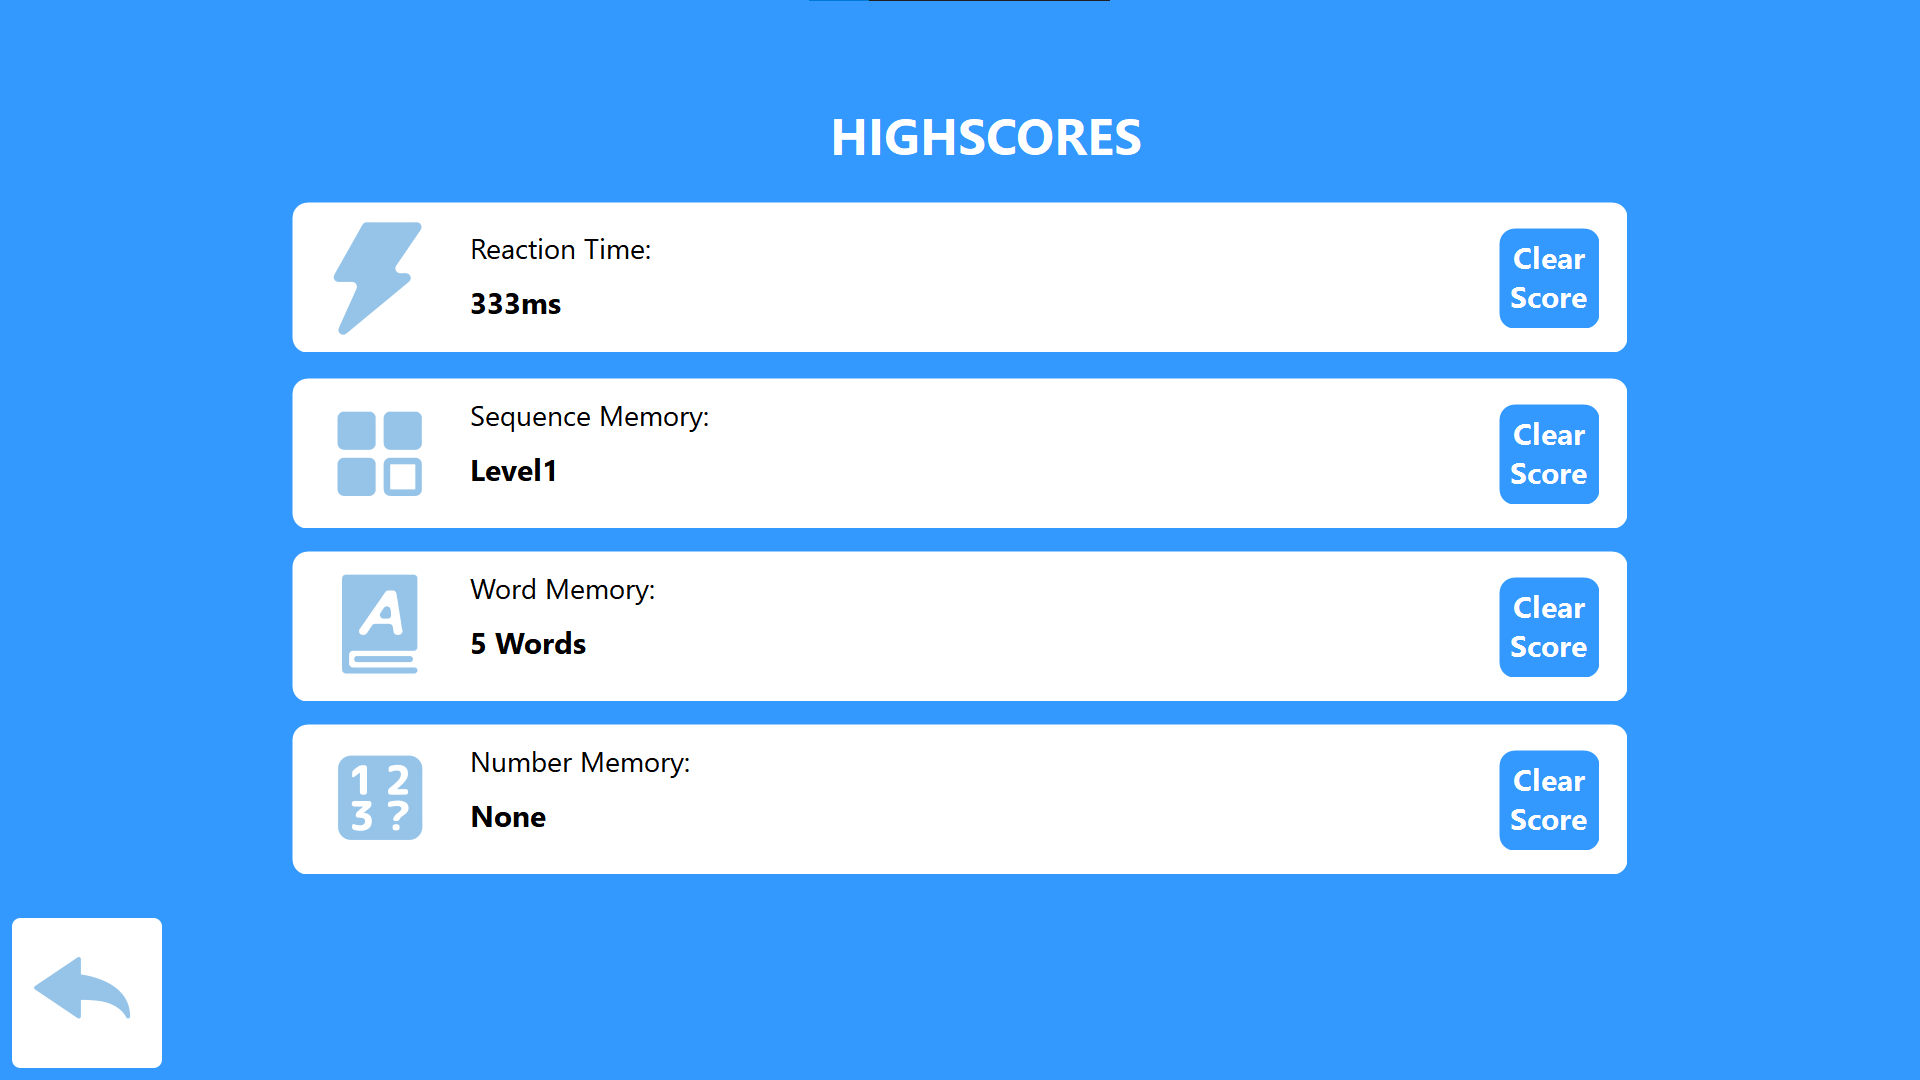 HIGHSCORES
Reaction Time:
333ms
Clear
Score
Sequence Memory:
Level1
Clear
Score
A
Word Memory:
5 Words
Clear
Score
1 2
3 ?
Number Memory:
None
Clear
Score